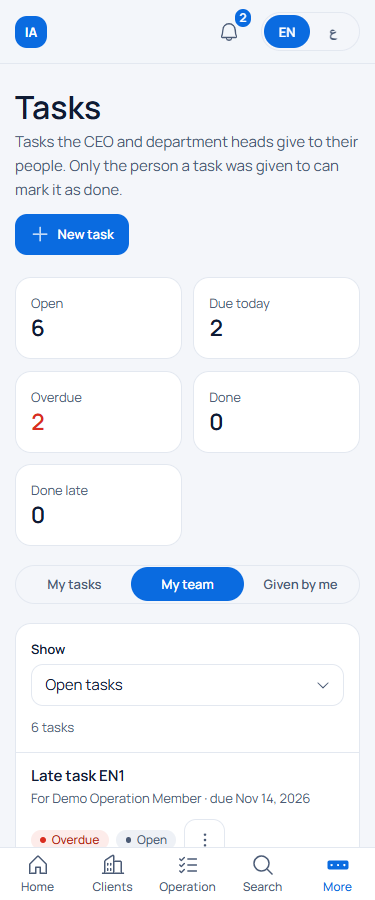 IA
2
EN
ع
Tasks
Tasks the CEO and department heads give to their
people. Only the person a task was given to can
mark it as done.
New task
Open
6
Due today
2
Overdue
2
Done
0
Done late
0
My tasks
My team
Given by me
Show
Open tasks
6 tasks
Late task EN1
For Demo Operation Member · due Nov 14, 2026
Overdue
Open
Home
Clients
Operation
Search
More